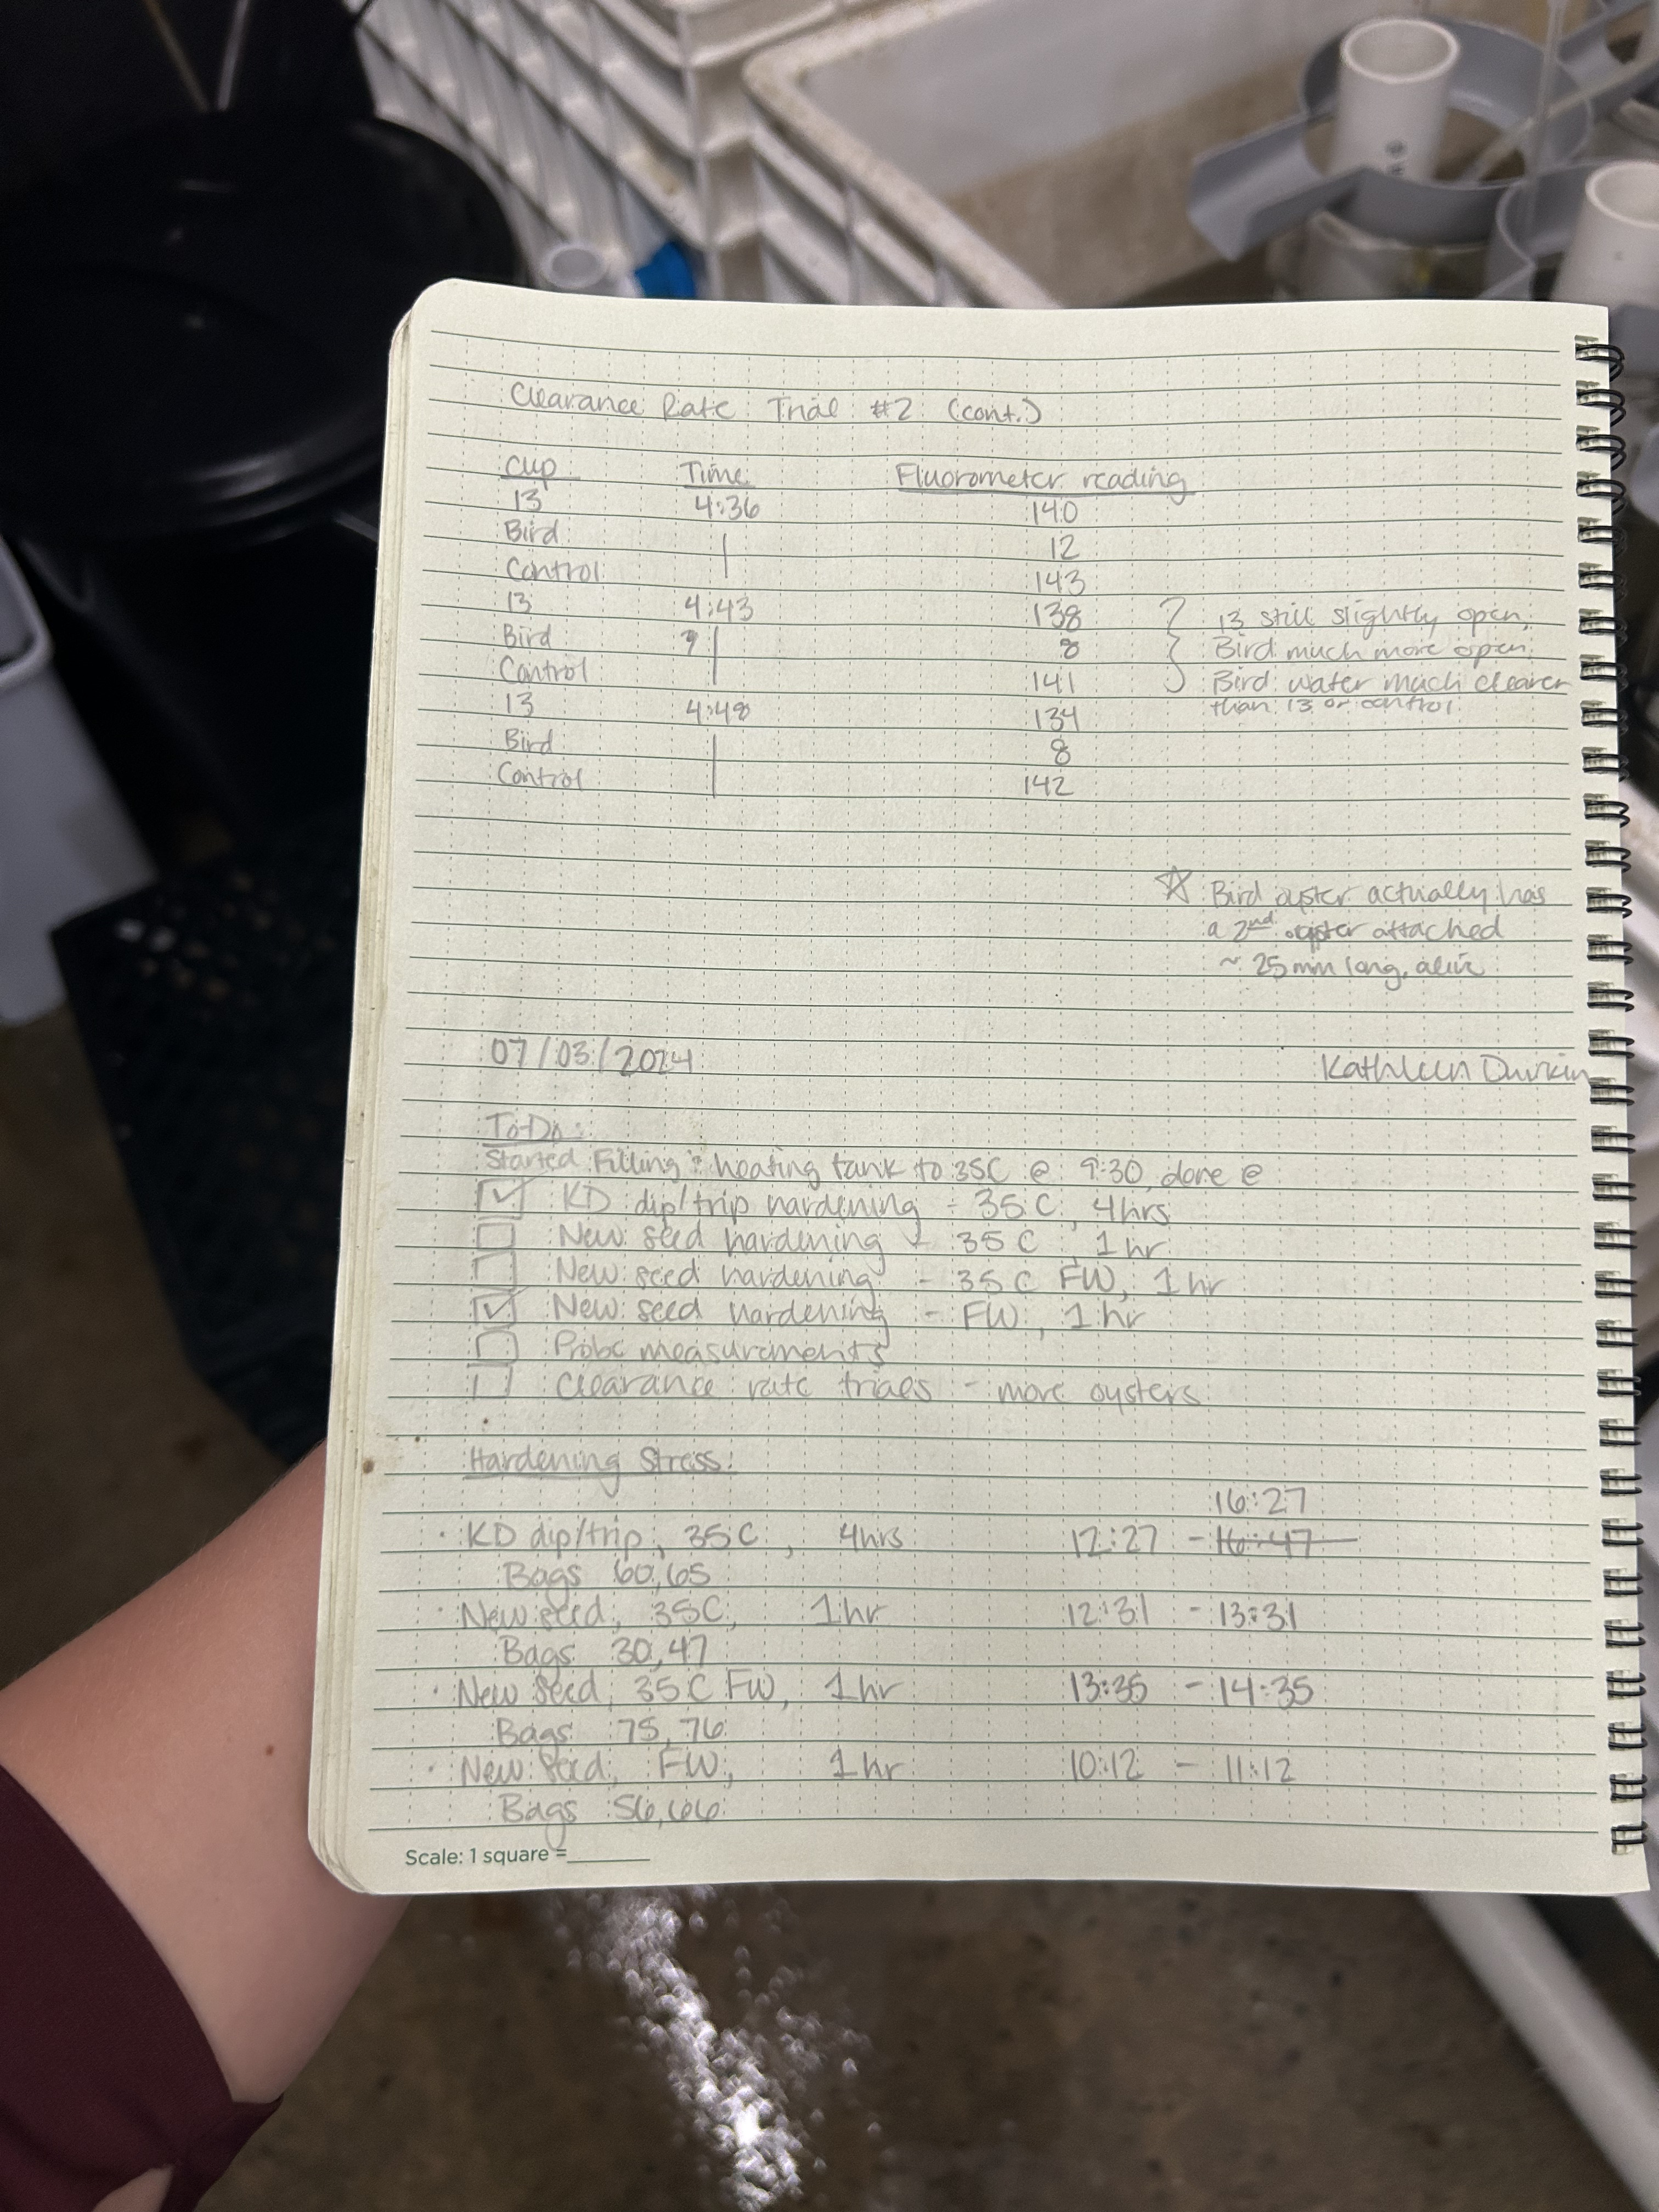 Clearance Rate Trial #2 (cont.)
Cup Time Fluorometer reading
13 4:36 140
Bird 12
Control 143
13 4:43 138 13 still slightly open,
Bird 8 Bird much more open,
Control 141 Bird water much clearer
than 13 or control
13 4:48 134
Bird 8
Control 142
☆ Bird oyster actually has
a 2nd oyster attached
~ 25mm long, alive
07/03/2024 Kathleen Durkin
To-Do:
Started Filling & heating tank to 35C @ 9:30, done @
☑ KD dip/trip hardening - 35C, 4hrs
☐ New seed hardening - 35C, 1hr
☐ New seed hardening - 35C FW, 1hr
☑ New seed hardening - FW, 1hr
☐ Probe measurements
☐ Clearance rate trials - more oysters
Hardening Stress:
16:27
· KD dip/trip, 35C, 4hrs 12:27 - 16:47
Bags 60,65
· New seed, 35C, 1hr 12:31 - 13:31
Bags 30,47
· New seed, 35C FW, 1hr 13:35 - 14:35
Bags 75,76
· New seed, FW, 1hr 10:12 - 11:12
Bags 56,66
Scale: 1 square =